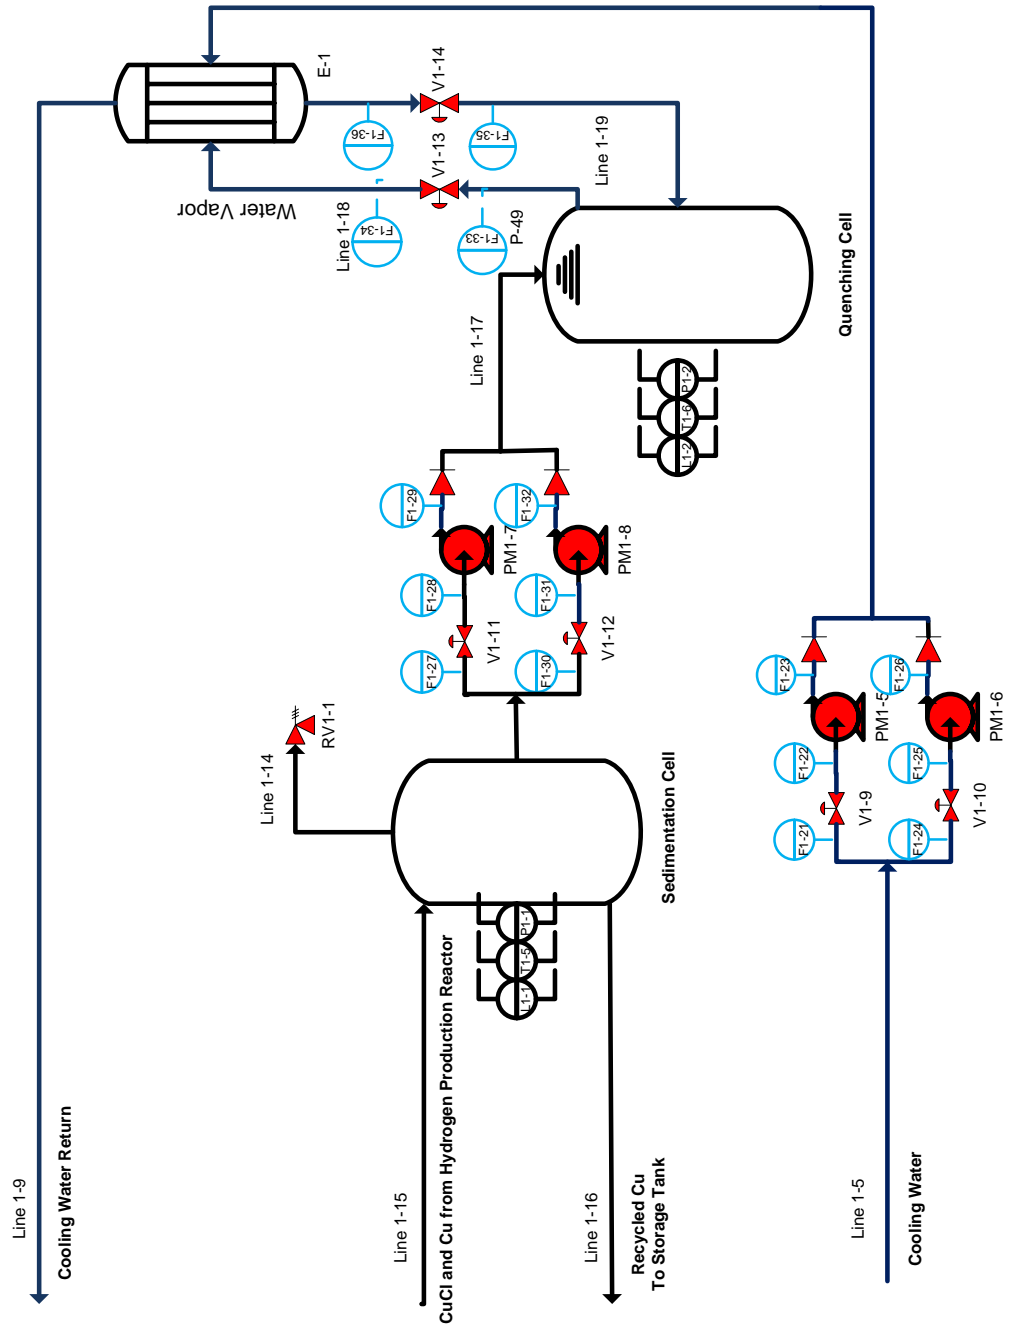 Line 1-9
Cooling Water Return
E-1
V1-14
F1-36
F1-35
V1-13
Line 1-19
Water Vapor
Line 1-18
F1-34
F1-33
P-49
Line 1-17
Quenching Cell
L1-2
T1-6
P1-2
F1-29
F1-32
PM1-7
PM1-8
F1-28
F1-31
V1-11
V1-12
F1-27
F1-30
RV1-1
Line 1-14
Sedimentation Cell
L1-1
T1-5
P1-1
Line 1-15
CuCl and Cu from Hydrogen Production Reactor
Line 1-16
Recycled Cu
To Storage Tank
F1-23
F1-26
PM1-5
PM1-6
F1-22
F1-25
V1-9
V1-10
F1-21
F1-24
Line 1-5
Cooling Water